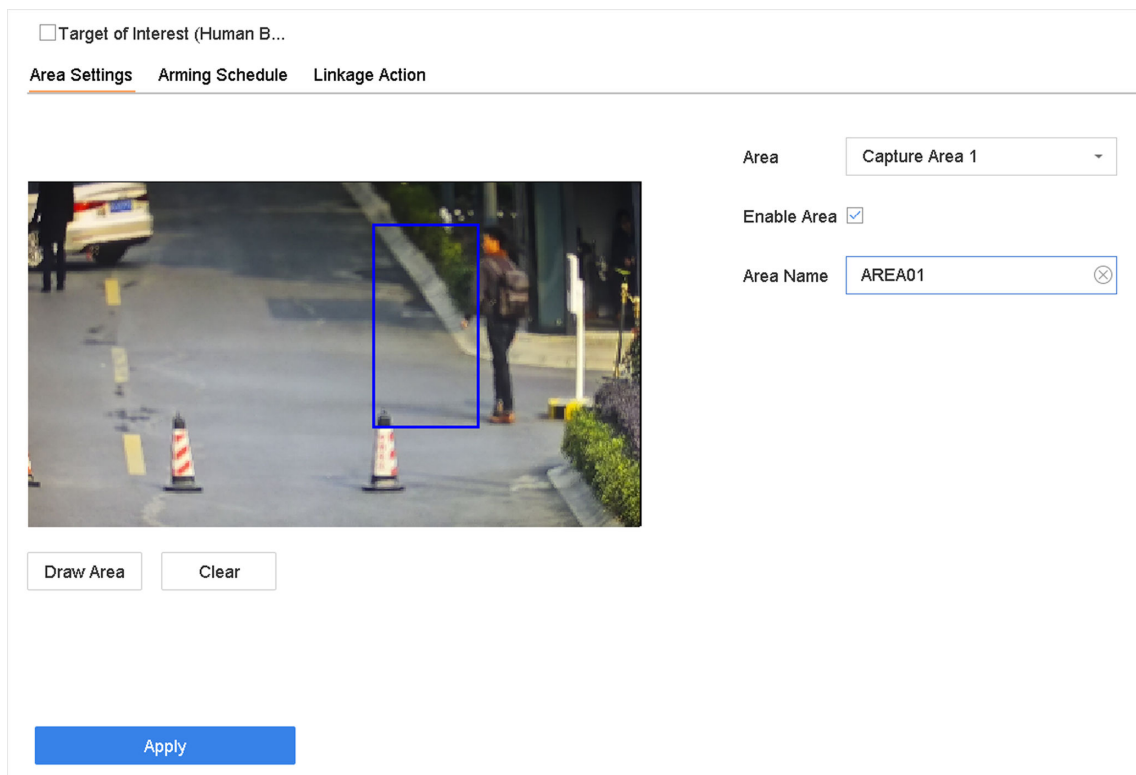 Target of Interest (Human B...
Area Settings Arming Schedule Linkage Action
Area Capture Area 1
Enable Area
Area Name AREA01
Draw Area Clear
Apply